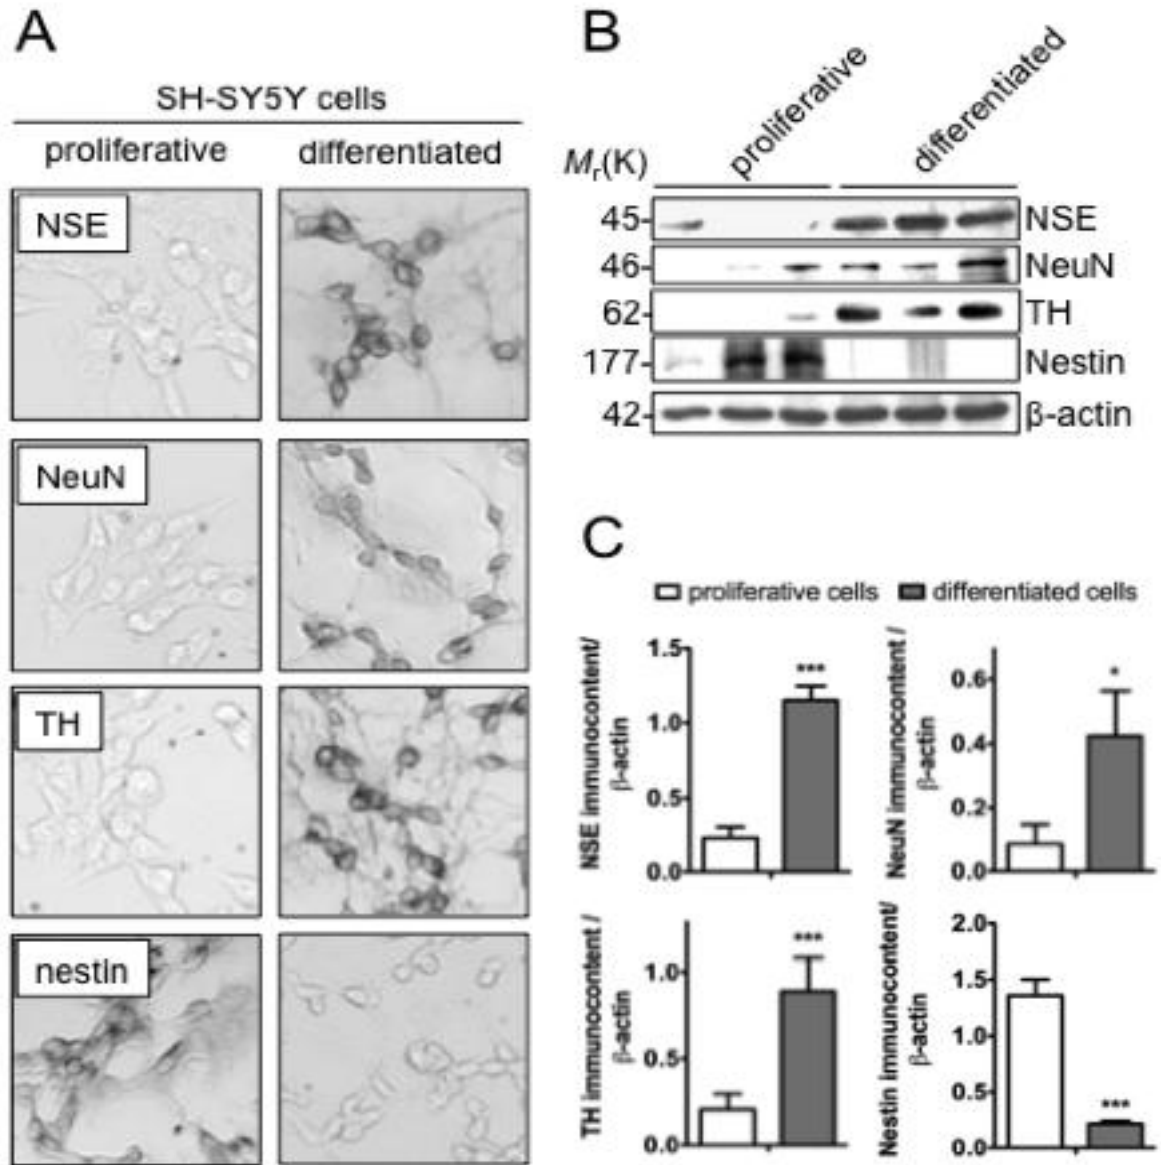 A
SH-SY5Y cells
proliferative differentiated
NSE
NeuN
TH
nestin
B
proliferative differentiated
Mr(K)
45- NSE
46- NeuN
62- TH
177- Nestin
42- β-actin
C
proliferative cells differentiated cells
NSE immunocontent/
β-actin
1.5
1.0
0.5
0.0
***
NeuN immunocontent /
β-actin
0.6
0.4
0.2
0.0
*
TH immunocontent /
β-actin
1.0
0.5
0.0
***
Nestin immunocontent/
β-actin
2.0
1.5
1.0
0.5
0.0
***